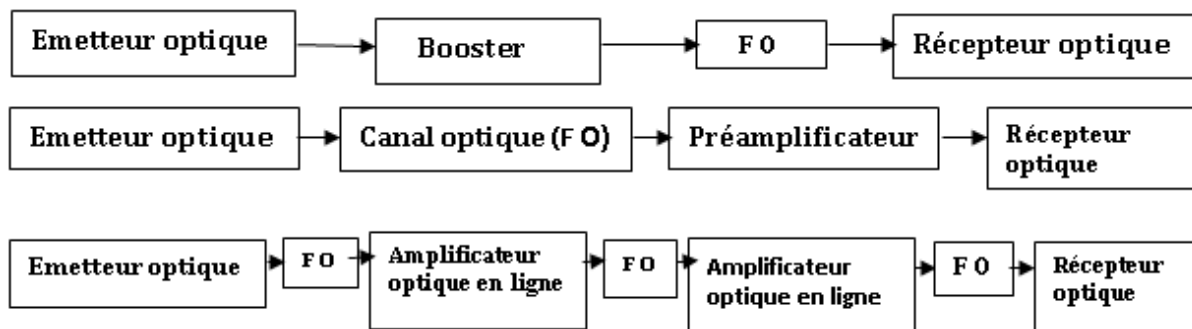 Emetteur optique
Booster
F O
Récepteur optique
Emetteur optique
Canal optique (F O)
Préamplificateur
Récepteur
optique
Emetteur optique
F O
Amplificateur
optique en ligne
F O
Amplificateur
optique en ligne
F O
Récepteur
optique